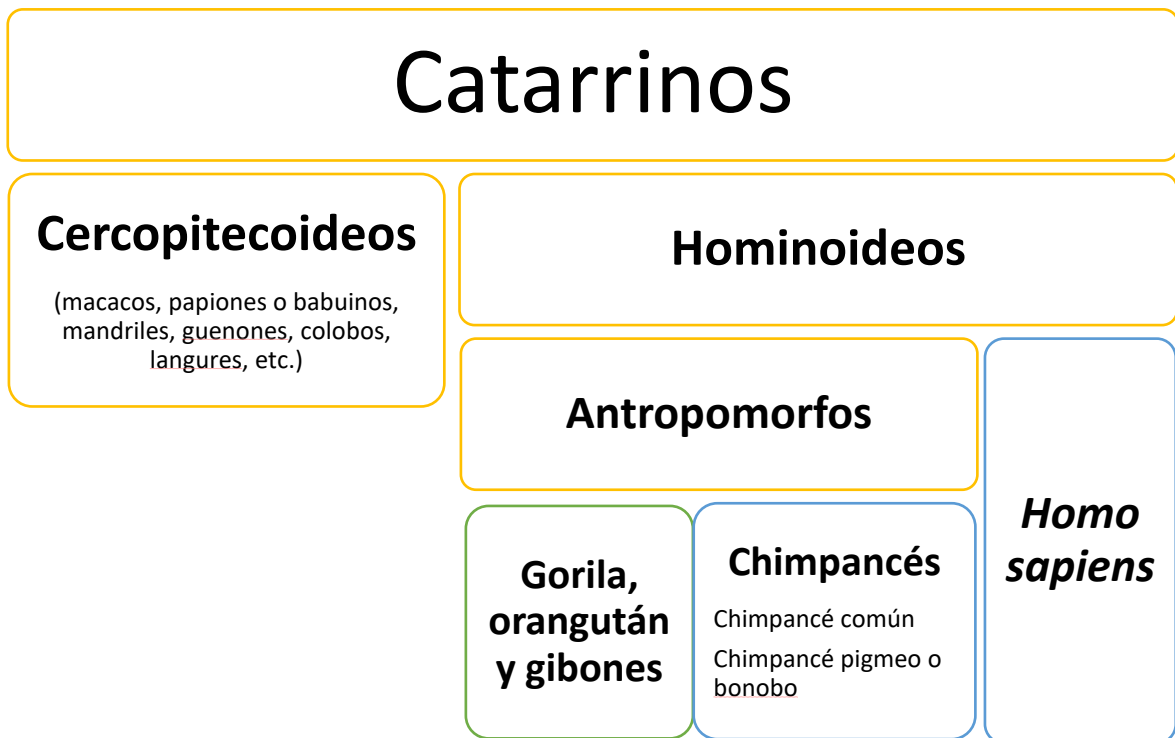 Catarrinos
Cercopitecoideos
(macacos, papiones o babuinos,
mandriles, guenones, colobos,
langures, etc.)
Hominoideos
Antropomorfos
Gorila,
orangután
y gibones
Chimpancés
Chimpancé común
Chimpancé pigmeo o
bonobo
Homo
sapiens